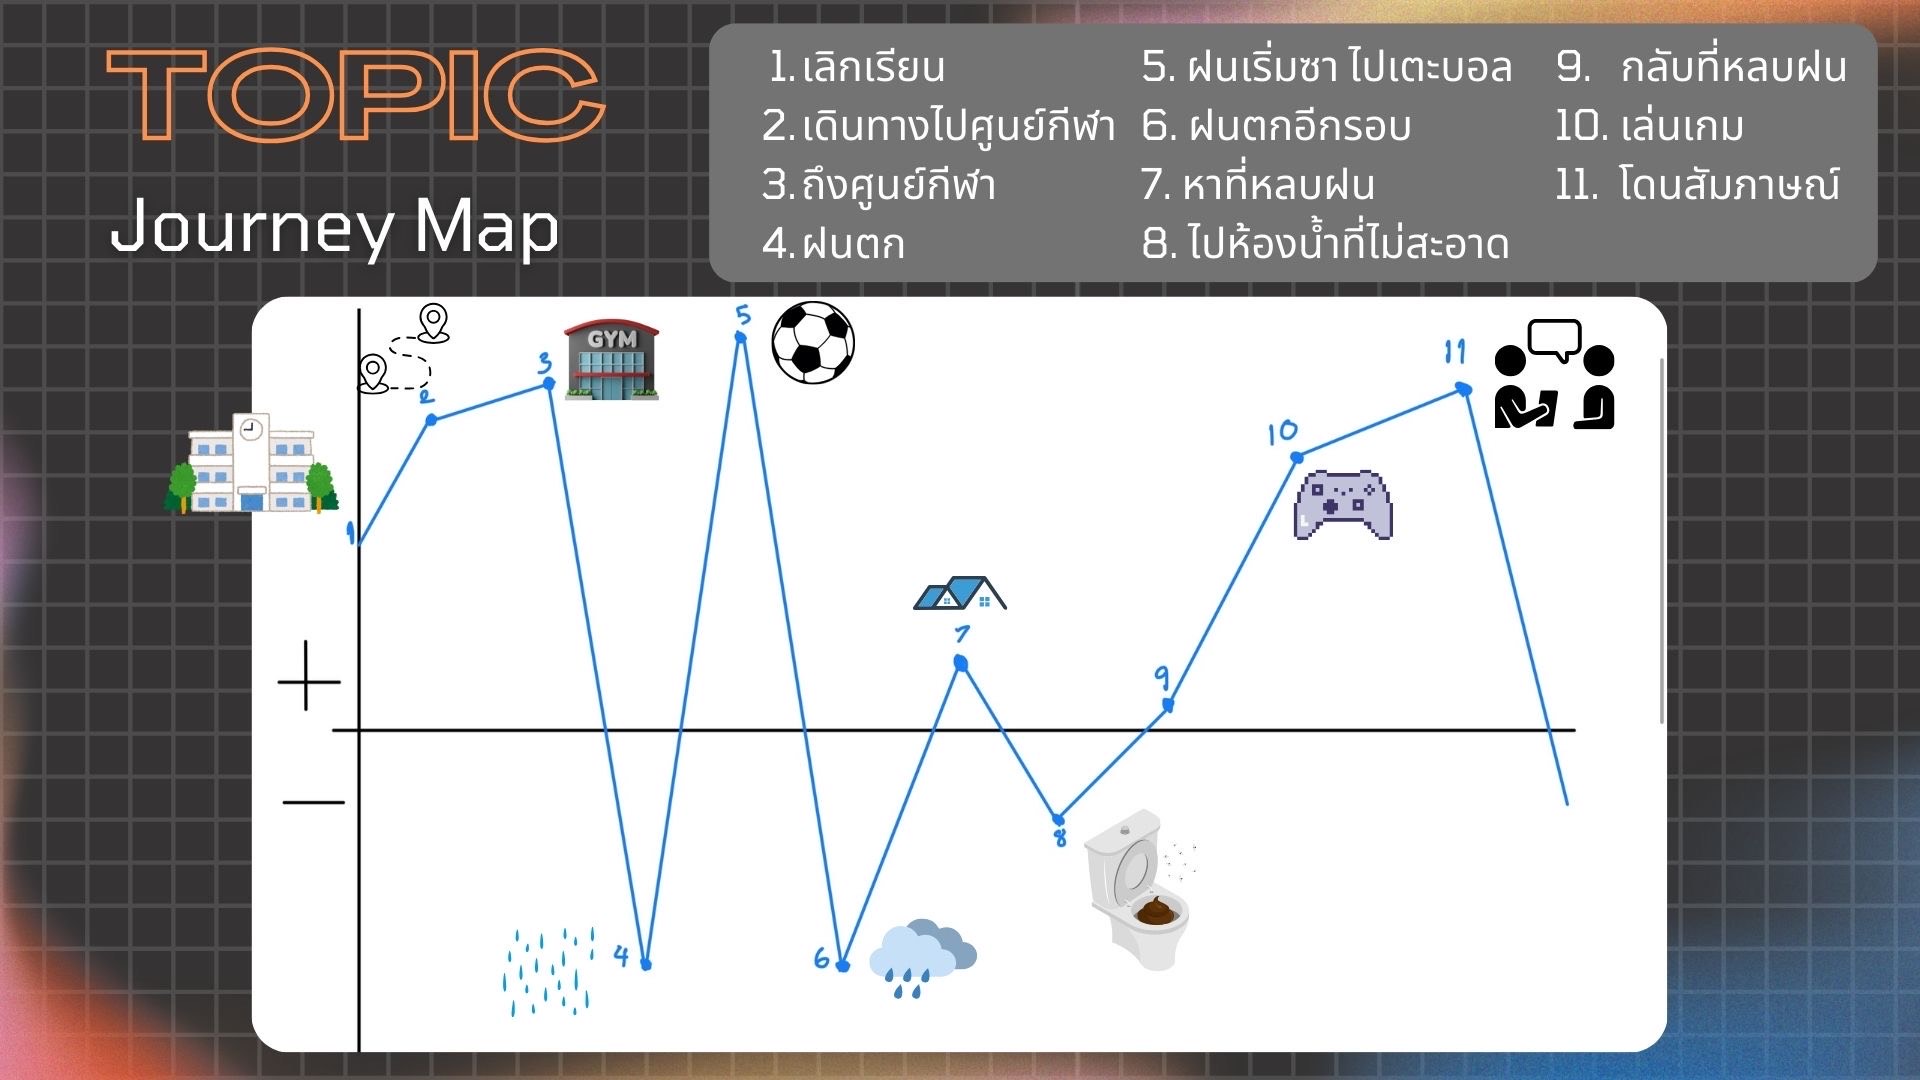 TOPIC
Journey Map
1. เลิกเรียน
2. เดินทางไปศูนย์กีฬา
3. ถึงศูนย์กีฬา
4. ฝนตก
5. ฝนเริ่มซา ไปเตะบอล
6. ฝนตกอีกรอบ
7. หาที่หลบฝน
8. ไปห้องน้ำที่ไม่สะอาด
9. กลับที่หลบฝน
10. เล่นเกม
11. โดนสัมภาษณ์
5
GYM
3
11
2
10
1
7
9
+
−
8
4
6